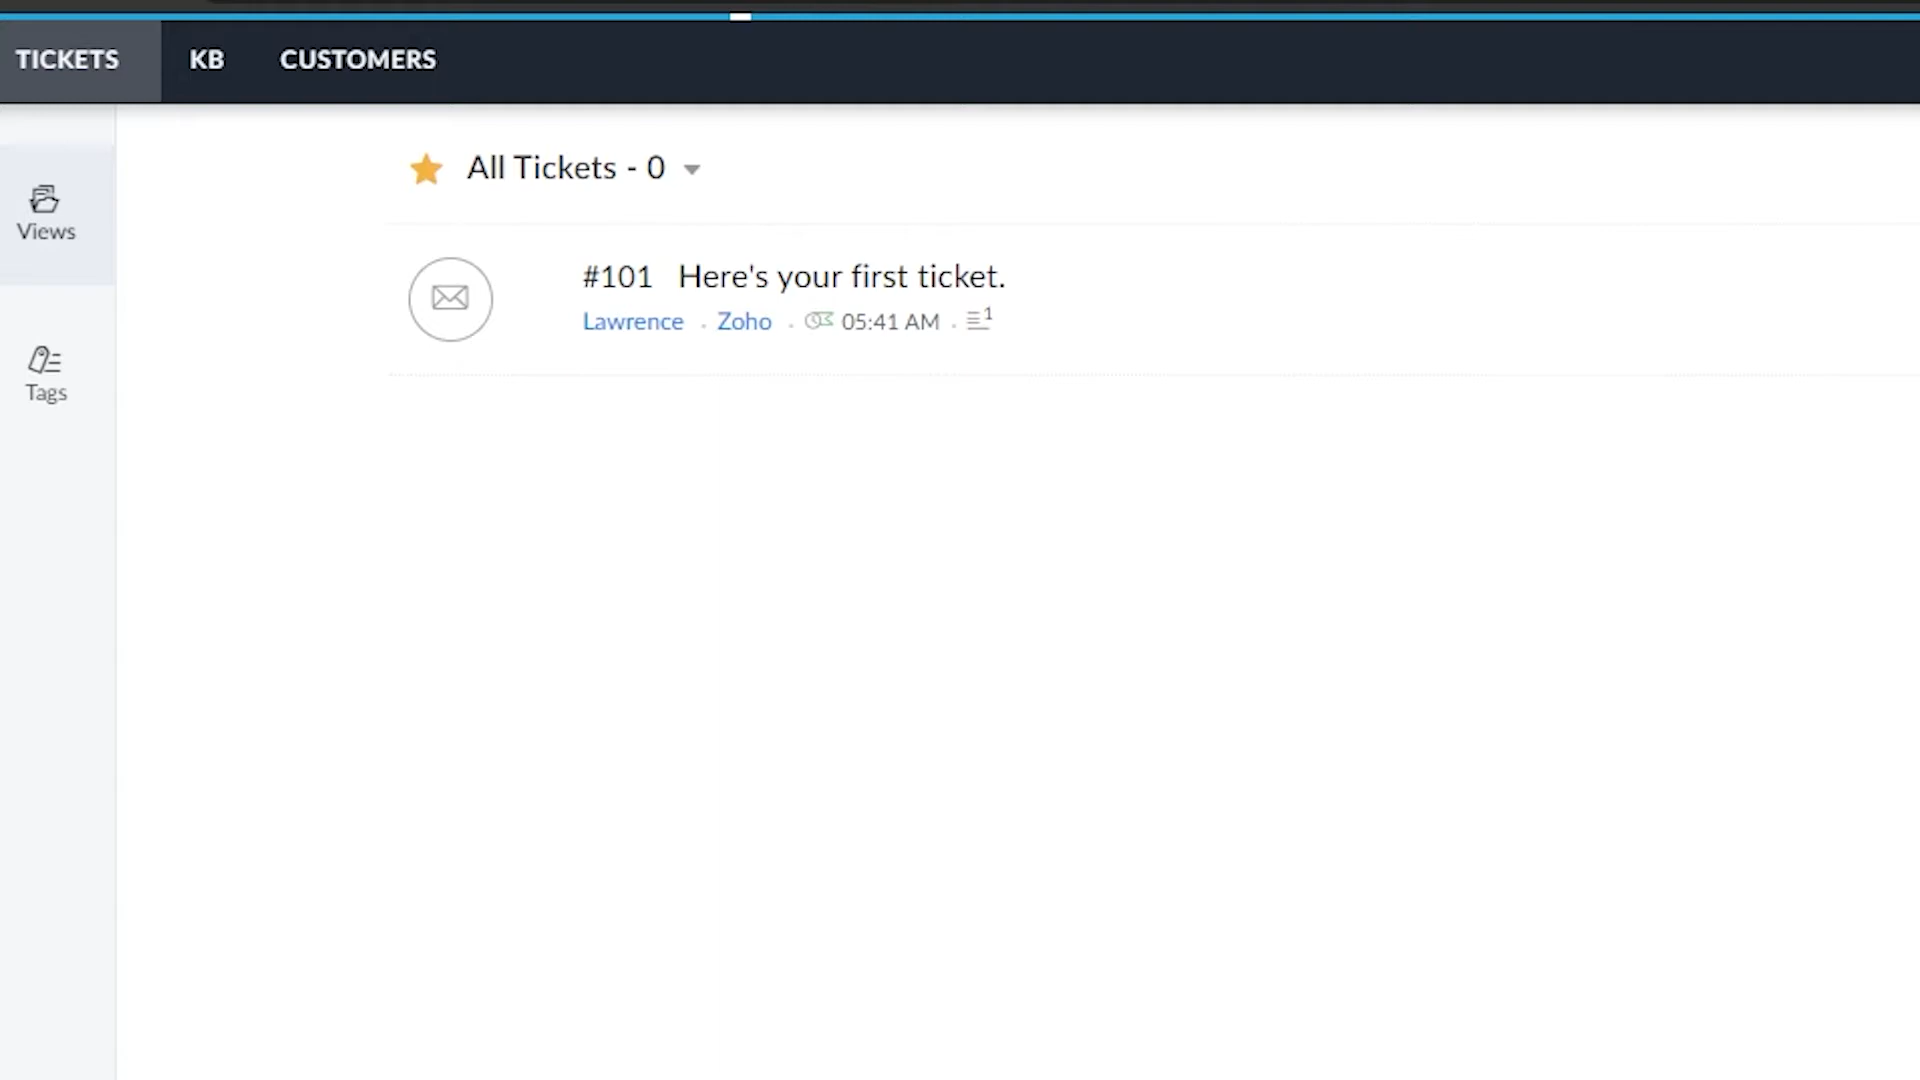 TICKETS KB CUSTOMERS
All Tickets - 0
Views
#101 Here's your first ticket.
Lawrence . Zoho . 05:41 AM . 1
Tags